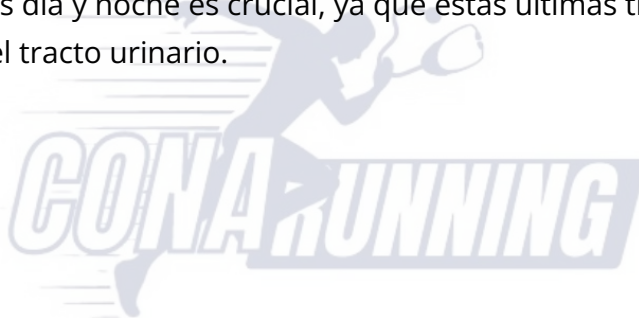 s día y noche es crucial, ya que estas últimas
el tracto urinario.
CONARUNNING